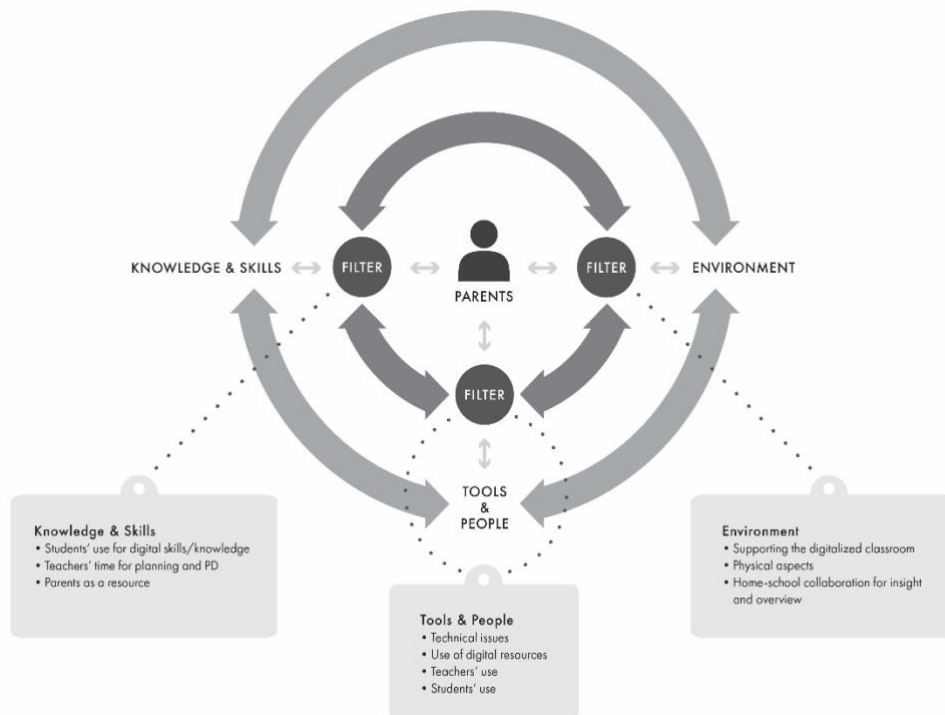 KNOWLEDGE & SKILLS
FILTER
PARENTS
FILTER
ENVIRONMENT
FILTER
TOOLS
&
PEOPLE
Knowledge & Skills
• Students' use for digital skills/knowledge
• Teachers' time for planning and PD
• Parents as a resource
Tools & People
• Technical issues
• Use of digital resources
• Teachers' use
• Students' use
Environment
• Supporting the digitalized classroom
• Physical aspects
• Home-school collaboration for insight
and overview